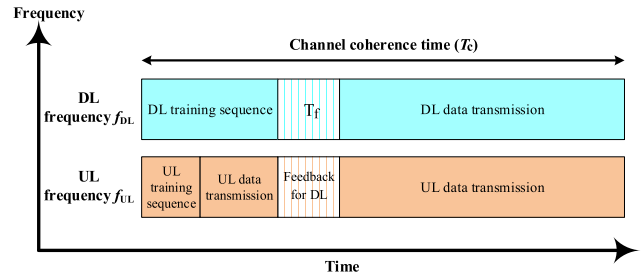 Frequency
Channel coherence time (Tc)
DL
frequency fDL
DL training sequence
Tf
DL data transmission
UL
frequency fUL
UL
training
sequence
UL data
transmission
Feedback
for DL
UL data transmission
Time